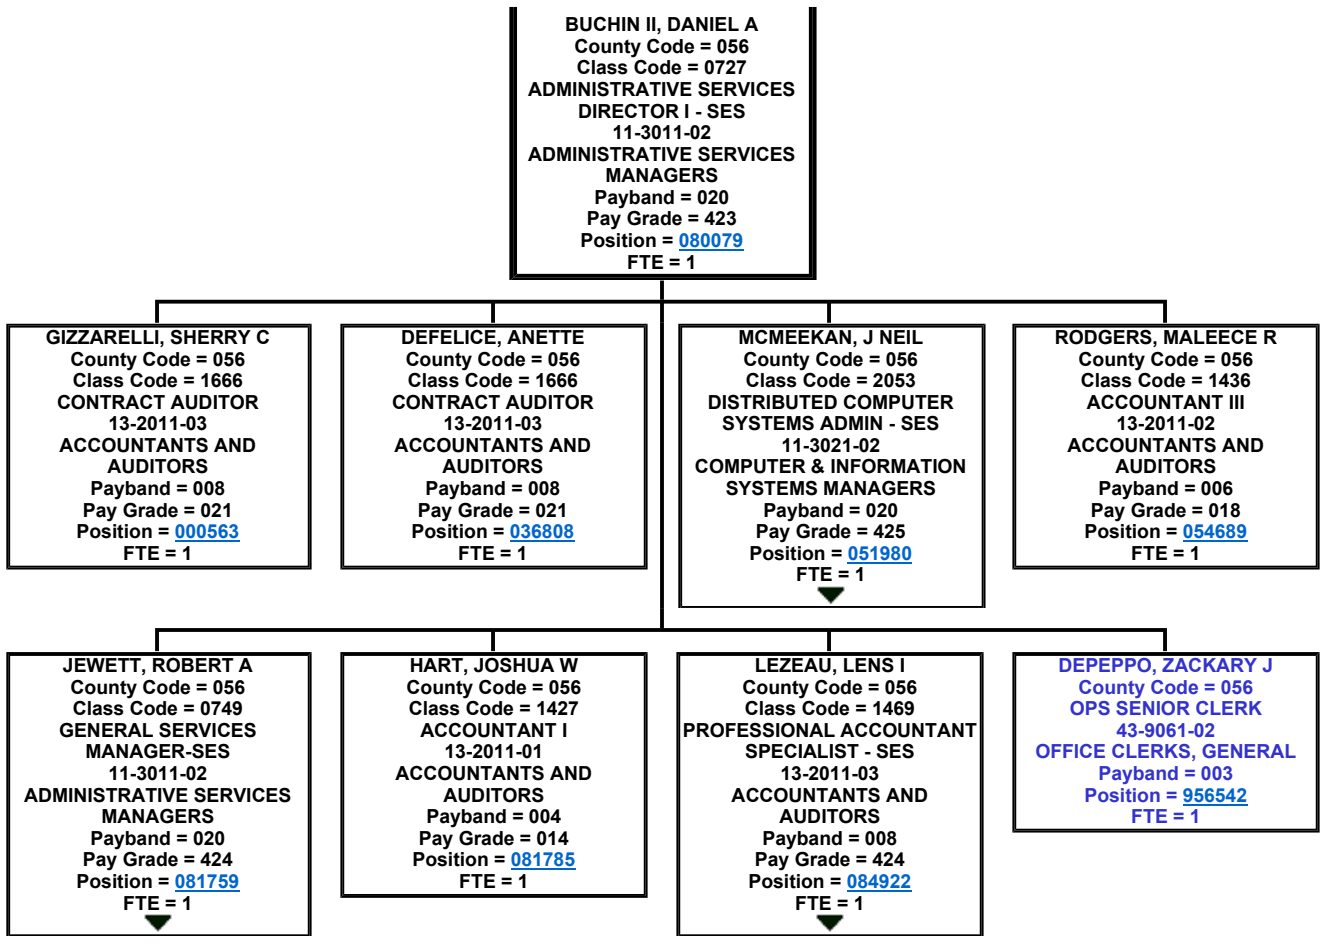 BUCHIN II, DANIEL A
County Code = 056
Class Code = 0727
ADMINISTRATIVE SERVICES
DIRECTOR I - SES
11-3011-02
ADMINISTRATIVE SERVICES
MANAGERS
Payband = 020
Pay Grade = 423
Position = 080079
FTE = 1
GIZZARELLI, SHERRY C
County Code = 056
Class Code = 1666
CONTRACT AUDITOR
13-2011-03
ACCOUNTANTS AND
AUDITORS
Payband = 008
Pay Grade = 021
Position = 000563
FTE = 1
DEFELICE, ANETTE
County Code = 056
Class Code = 1666
CONTRACT AUDITOR
13-2011-03
ACCOUNTANTS AND
AUDITORS
Payband = 008
Pay Grade = 021
Position = 036808
FTE = 1
MCMEEKAN, J NEIL
County Code = 056
Class Code = 2053
DISTRIBUTED COMPUTER
SYSTEMS ADMIN - SES
11-3021-02
COMPUTER & INFORMATION
SYSTEMS MANAGERS
Payband = 020
Pay Grade = 425
Position = 051980
FTE = 1
RODGERS, MALEECE R
County Code = 056
Class Code = 1436
ACCOUNTANT III
13-2011-02
ACCOUNTANTS AND
AUDITORS
Payband = 006
Pay Grade = 018
Position = 054689
FTE = 1
JEWETT, ROBERT A
County Code = 056
Class Code = 0749
GENERAL SERVICES
MANAGER-SES
11-3011-02
ADMINISTRATIVE SERVICES
MANAGERS
Payband = 020
Pay Grade = 424
Position = 081759
FTE = 1
HART, JOSHUA W
County Code = 056
Class Code = 1427
ACCOUNTANT I
13-2011-01
ACCOUNTANTS AND
AUDITORS
Payband = 004
Pay Grade = 014
Position = 081785
FTE = 1
LEZEAU, LENS I
County Code = 056
Class Code = 1469
PROFESSIONAL ACCOUNTANT
SPECIALIST - SES
13-2011-03
ACCOUNTANTS AND
AUDITORS
Payband = 008
Pay Grade = 424
Position = 084922
FTE = 1
DEPEPPO, ZACKARY J
County Code = 056
OPS SENIOR CLERK
43-9061-02
OFFICE CLERKS, GENERAL
Payband = 003
Position = 956542
FTE = 1